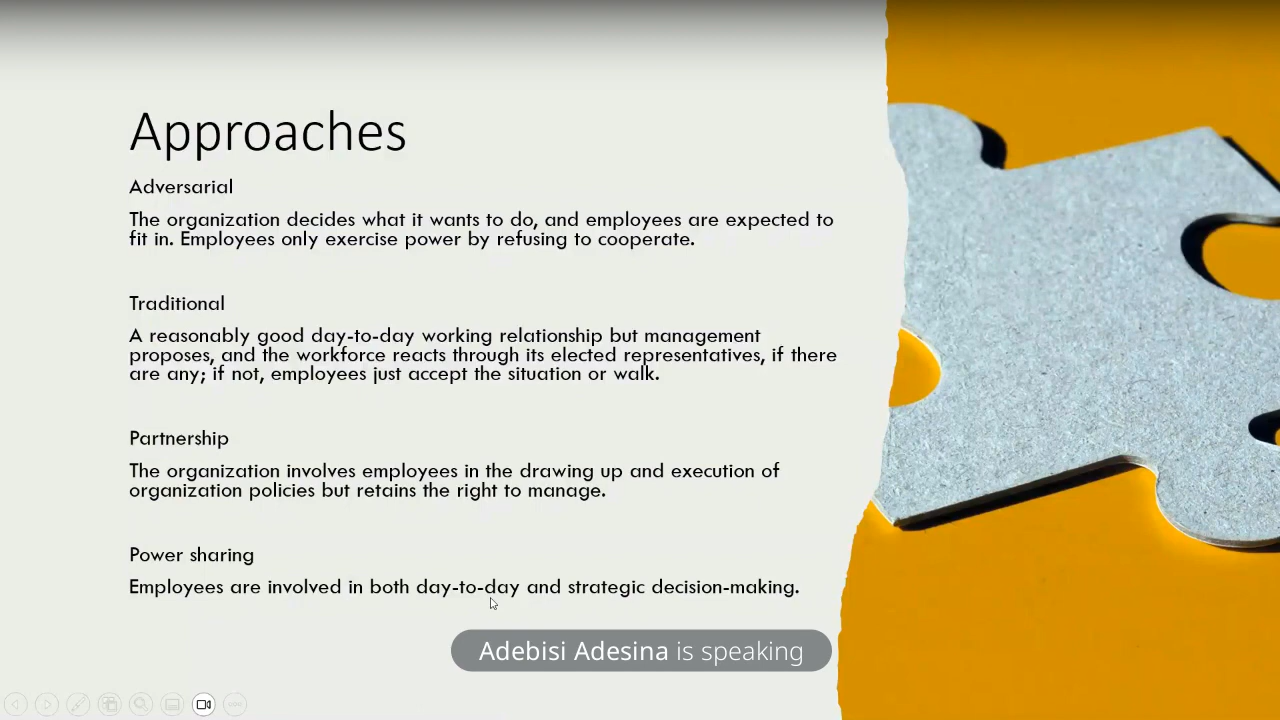 Approaches
Adversarial
The organization decides what it wants to do, and employees are expected to
fit in. Employees only exercise power by refusing to cooperate.
Traditional
A reasonably good day-to-day working relationship but management
proposes, and the workforce reacts through its elected representatives, if there
are any; if not, employees just accept the situation or walk.
Partnership
The organization involves employees in the drawing up and execution of
organization policies but retains the right to manage.
Power sharing
Employees are involved in both day-to-day and strategic decision-making.
Adebisi Adesina is speaking